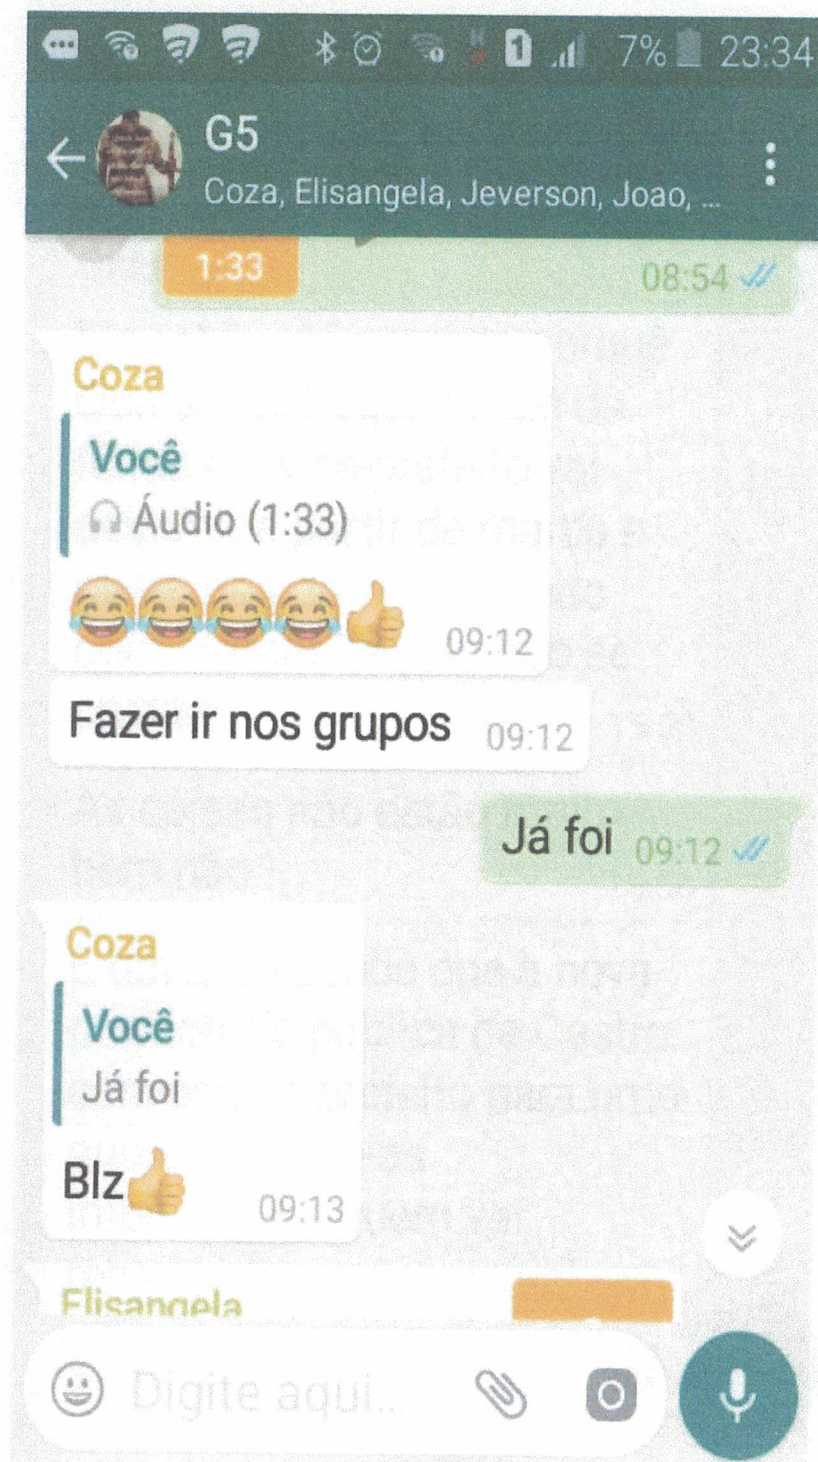 7% 23:34
G5
Coza, Elisangela, Jeverson, Joao, ...
1:33
08:54
Coza
Você
Áudio (1:33)
😂😂😂😂👍
09:12
Fazer ir nos grupos 09:12
Já foi 09:12
Coza
Você
Já foi
Blz👍 09:13
Elisangela
Digite aqui...